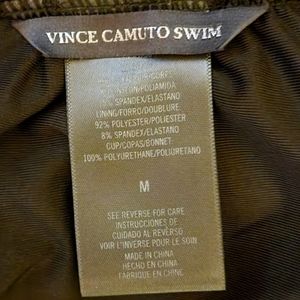 VINCE CAMUTO SWIM
SPANDEX/ELASTANO
LINING/FORRO/DOUBLURE:
92% POLYESTER/POLIESTER
8% SPANDEX/ELASTANO
CUP/COPAS/BONNET
100% POLYURETHANE/POLIURETANO
M
SEE REVERSE FOR CARE
INSTRUCCIONES DE
CUIDADO AL REVERSO
VOIR L'INVERSE POUR LE SOIN
MADE IN CHINA
HECHO EN CHINA
FABRIQUE EN CHINE